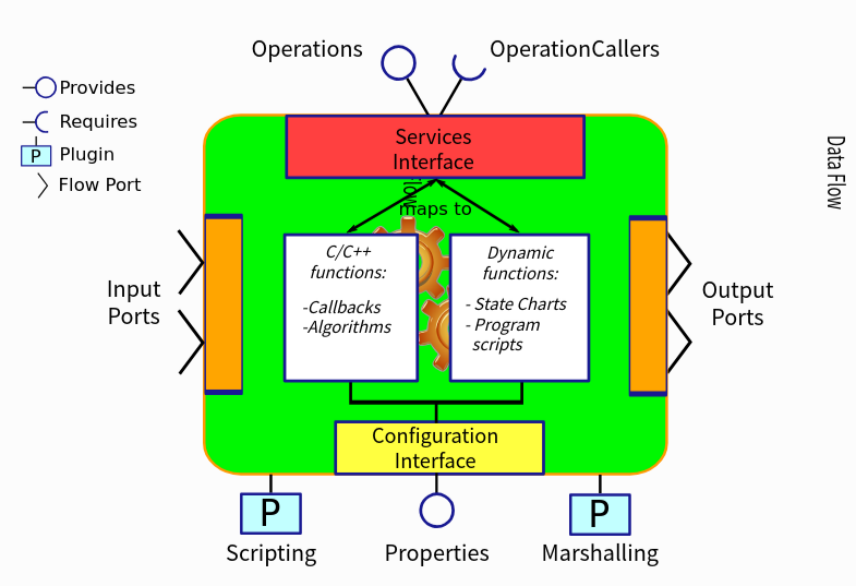 Operations
OperationCallers
Provides
Requires
P
Plugin
Flow Port
Services
Interface
maps to
C/C++
functions:
-Callbacks
-Algorithms
Dynamic
functions:
- State Charts
- Program
scripts
Input
Ports
Output
Ports
Data Flow
Configuration
Interface
P
P
Scripting
Properties
Marshalling